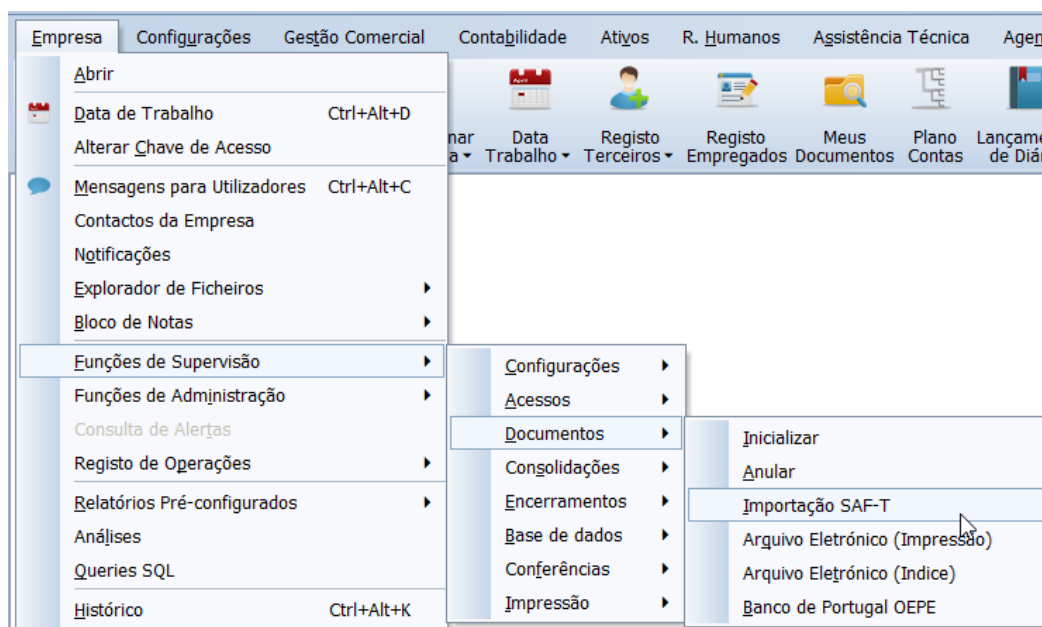 Empresa Configurações Gestão Comercial Contabilidade Ativos R. Humanos Assistência Técnica
Data Registo Registo Meus Plano
Trabalho Terceiros Empregados Documentos Contas de
Abrir
Data de Trabalho Ctrl+Alt+D
Alterar Chave de Acesso
Mensagens para Utilizadores Ctrl+Alt+C
Contactos da Empresa
Notificações
Explorador de Ficheiros
Bloco de Notas
Funções de Supervisão
Funções de Administração
Consulta de Alertas
Registo de Operações
Relatórios Pré-configurados
Análises
Queries SQL
Histórico Ctrl+Alt+K
Configurações
Acessos
Documentos
Consolidações
Encerramentos
Base de dados
Conferências
Impressão
Inicializar
Anular
Importação SAF-T
Arquivo Eletrónico (Impressão)
Arquivo Eletrónico (Indice)
Banco de Portugal OEPE